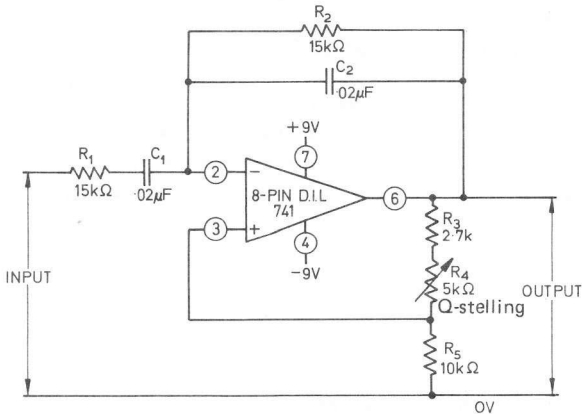 R2
15kΩ
C2
·02µF
+9V
R1
15kΩ
C1
·02µF
2
−
7
8-PIN D.I.L
741
6
3
+
4
−9V
R3
2·7k
R4
5kΩ
Q-stelling
R5
10kΩ
INPUT
OUTPUT
OV